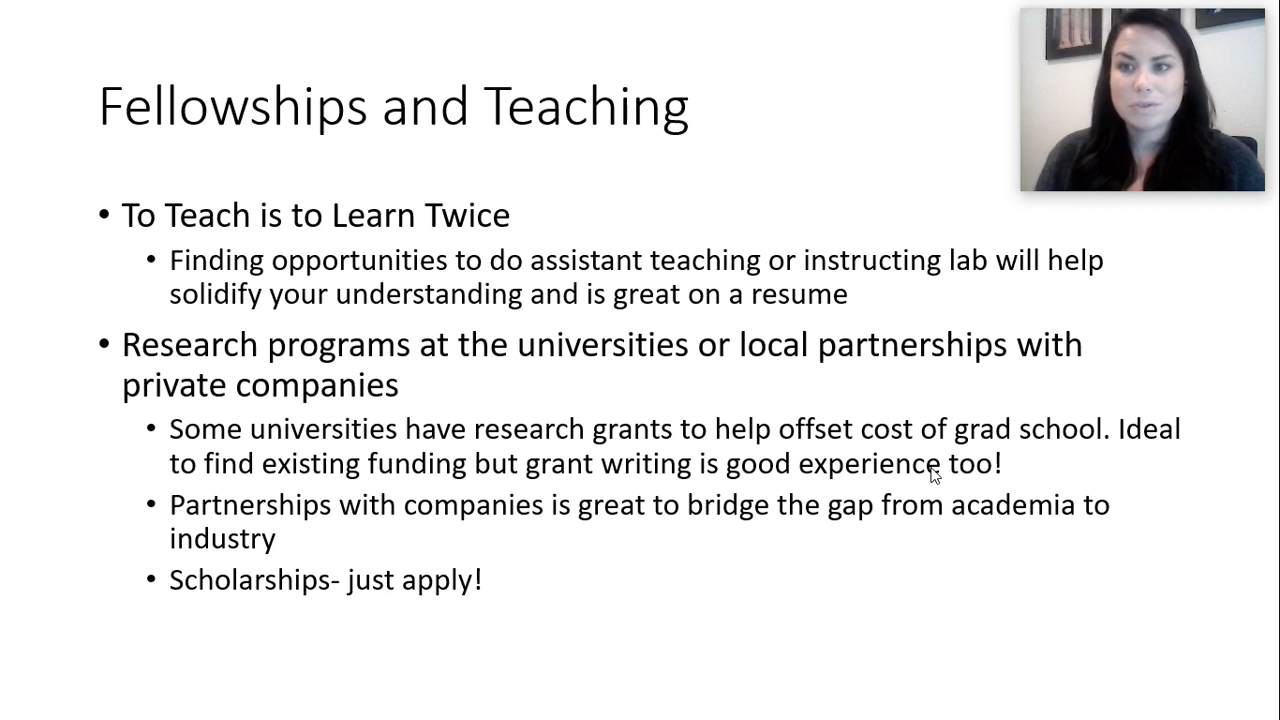 Fellowships and Teaching
• To Teach is to Learn Twice
• Finding opportunities to do assistant teaching or instructing lab will help
solidify your understanding and is great on a resume
• Research programs at the universities or local partnerships with
private companies
• Some universities have research grants to help offset cost of grad school. Ideal
to find existing funding but grant writing is good experience too!
• Partnerships with companies is great to bridge the gap from academia to
industry
• Scholarships- just apply!